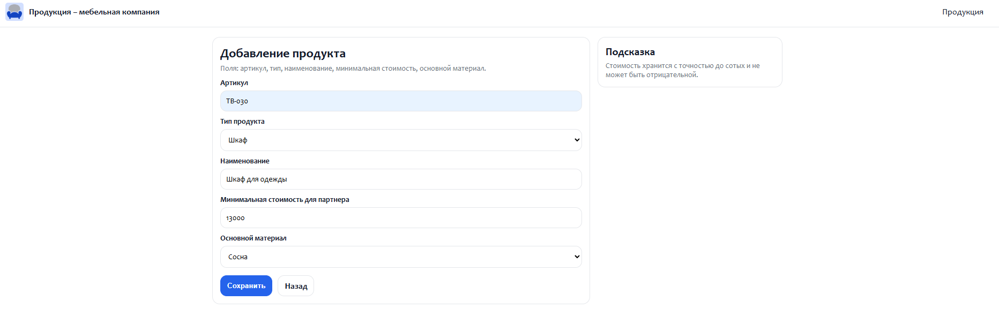 Продукция – мебельная компания
Продукция
Добавление продукта
Поля: артикул, тип, наименование, минимальная стоимость, основной материал.
Артикул
ТВ-030
Тип продукта
Шкаф
Наименование
Шкаф для одежды
Минимальная стоимость для партнера
13000
Основной материал
Сосна
Сохранить
Назад
Подсказка
Стоимость хранится с точностью до сотых и не
может быть отрицательной.